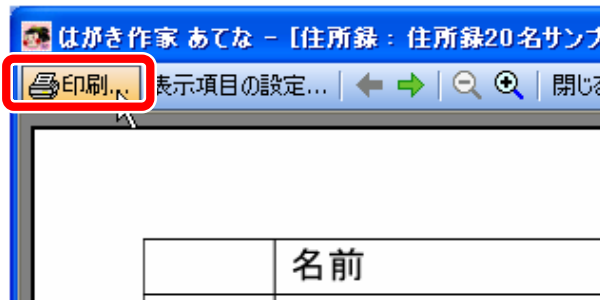 はがき作家 あてな - [住所録 : 住所録20名サンプ
印刷... 表示項目の設定... 閉じる
名前